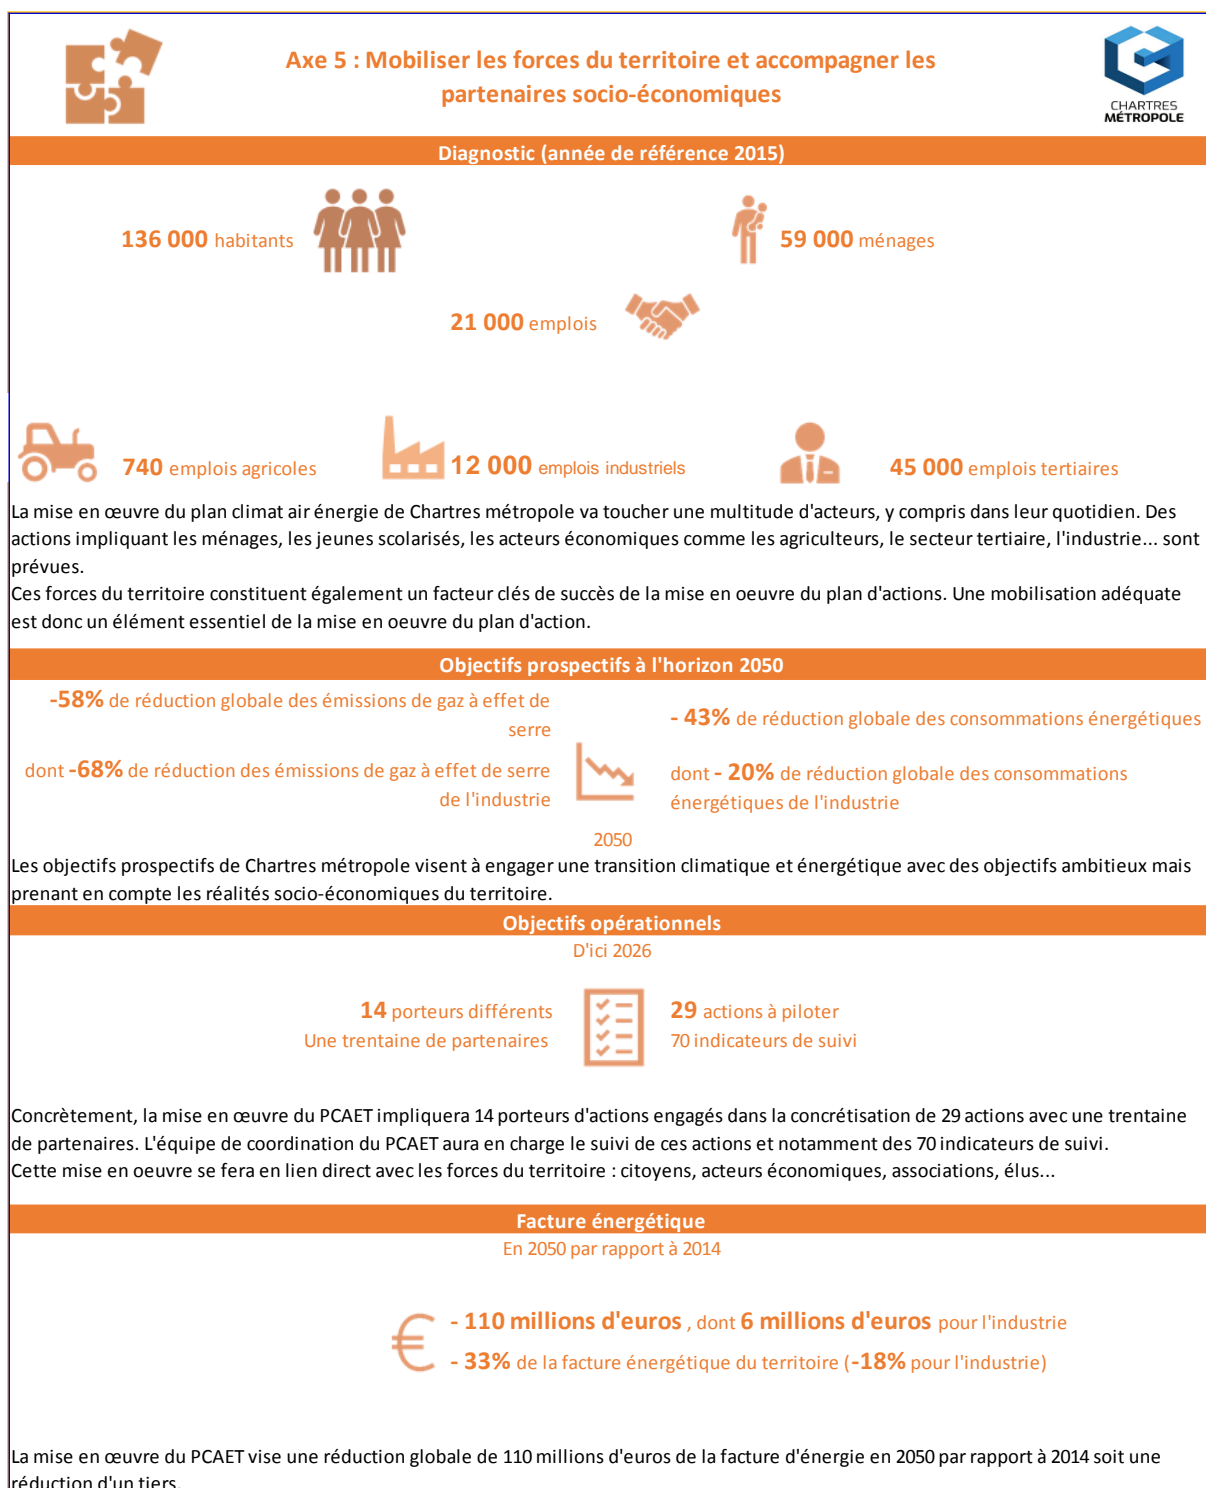 Axe 5 : Mobiliser les forces du territoire et accompagner les
partenaires socio-économiques
CHARTRES
MÉTROPOLE
Diagnostic (année de référence 2015)
136 000 habitants
59 000 ménages
21 000 emplois
740 emplois agricoles
12 000 emplois industriels
45 000 emplois tertiaires
La mise en œuvre du plan climat air énergie de Chartres métropole va toucher une multitude d'acteurs, y compris dans leur quotidien. Des
actions impliquant les ménages, les jeunes scolarisés, les acteurs économiques comme les agriculteurs, le secteur tertiaire, l'industrie... sont
prévues.
Ces forces du territoire constituent également un facteur clés de succès de la mise en oeuvre du plan d'actions. Une mobilisation adéquate
est donc un élément essentiel de la mise en oeuvre du plan d'action.
Objectifs prospectifs à l'horizon 2050
-58% de réduction globale des émissions de gaz à effet de
serre
dont -68% de réduction des émissions de gaz à effet de serre
de l'industrie
- 43% de réduction globale des consommations énergétiques
dont - 20% de réduction globale des consommations
énergétiques de l'industrie
2050
Les objectifs prospectifs de Chartres métropole visent à engager une transition climatique et énergétique avec des objectifs ambitieux mais
prenant en compte les réalités socio-économiques du territoire.
Objectifs opérationnels
D'ici 2026
14 porteurs différents
Une trentaine de partenaires
29 actions à piloter
70 indicateurs de suivi
Concrètement, la mise en œuvre du PCAET impliquera 14 porteurs d'actions engagés dans la concrétisation de 29 actions avec une trentaine
de partenaires. L'équipe de coordination du PCAET aura en charge le suivi de ces actions et notamment des 70 indicateurs de suivi.
Cette mise en oeuvre se fera en lien direct avec les forces du territoire : citoyens, acteurs économiques, associations, élus...
Facture énergétique
En 2050 par rapport à 2014
- 110 millions d'euros , dont 6 millions d'euros pour l'industrie
- 33% de la facture énergétique du territoire (-18% pour l'industrie)
La mise en œuvre du PCAET vise une réduction globale de 110 millions d'euros de la facture d'énergie en 2050 par rapport à 2014 soit une
réduction d'un tiers.